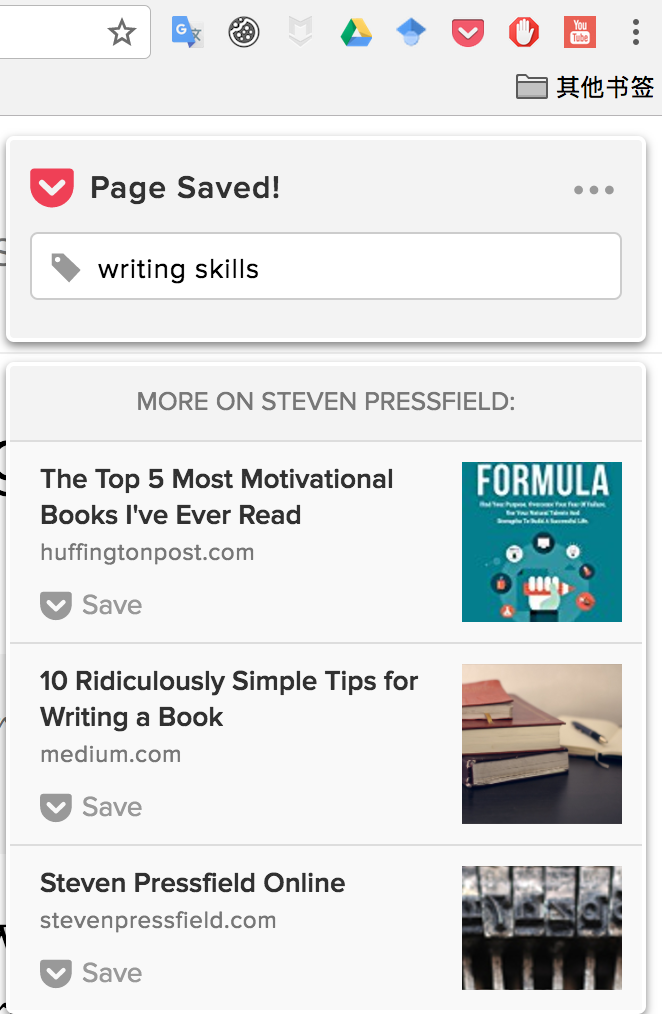 You
Tube
其他书签
Page Saved!
writing skills
MORE ON STEVEN PRESSFIELD:
The Top 5 Most Motivational
Books I've Ever Read
huffingtonpost.com
Save
FORMULA
Find Your Purpose, Overcome Your Fear Of Failure,
Use Your Natural Talents And
Strengths To Build A Successful Life.
10 Ridiculously Simple Tips for
Writing a Book
medium.com
Save
Steven Pressfield Online
stevenpressfield.com
Save